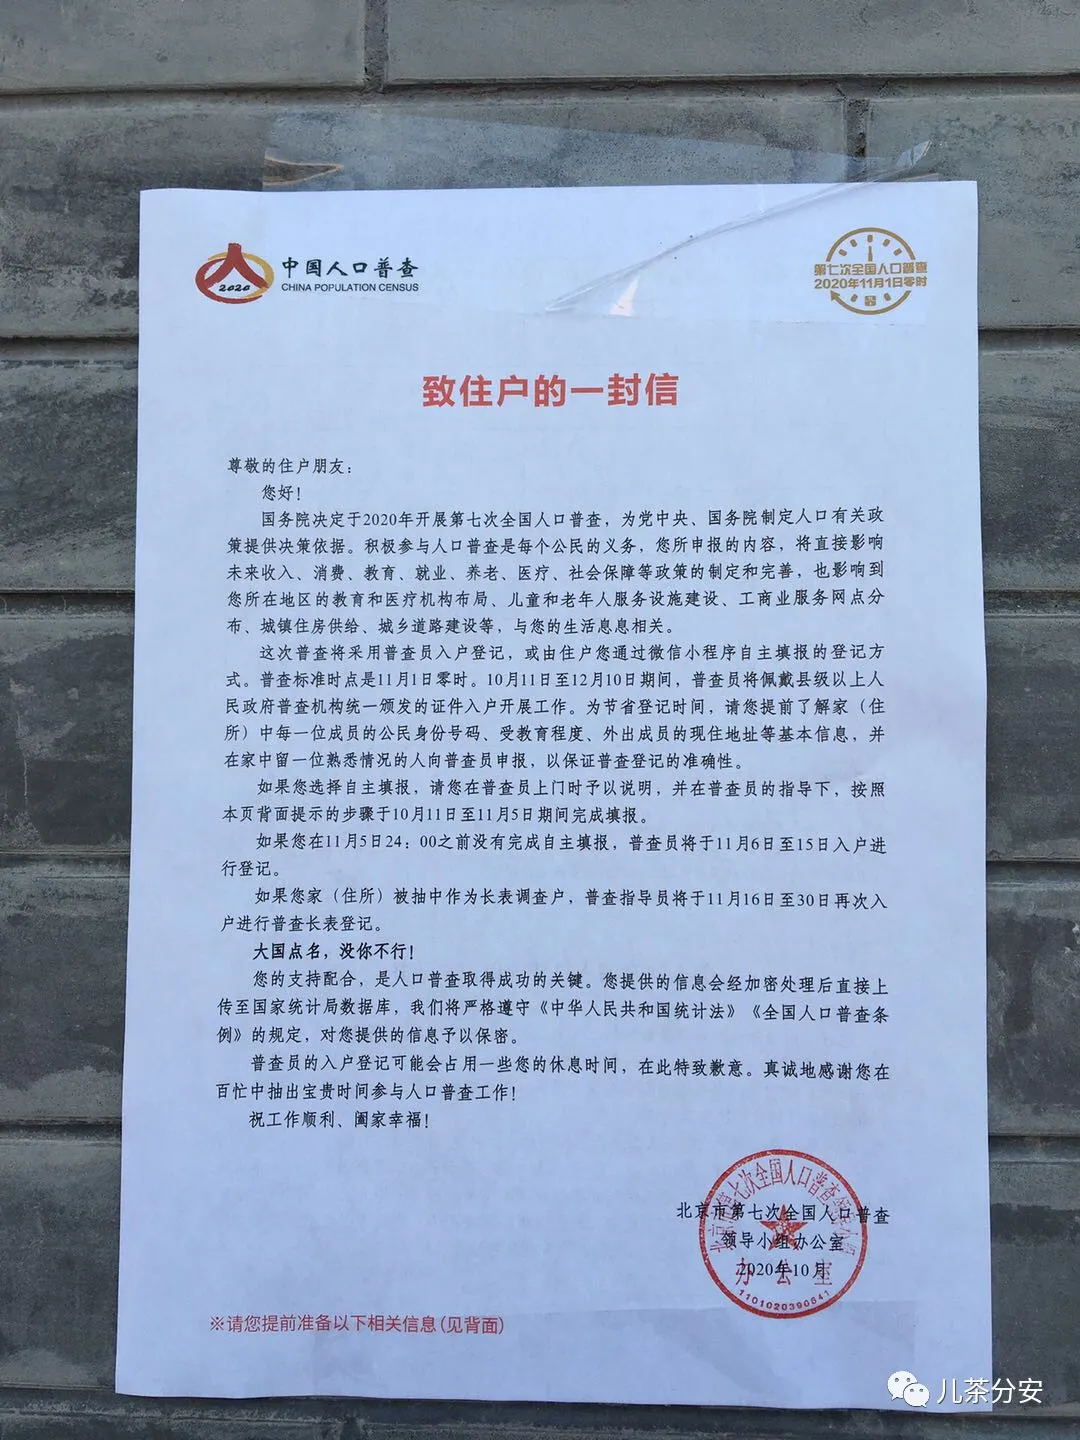 2020
中国人口普查
CHINA POPULATION CENSUS
第七次全国人口普查
2020年11月1日零时
致住户的一封信
尊敬的住户朋友：
您好！
国务院决定于2020年开展第七次全国人口普查，为党中央、国务院制定人口有关政
策提供决策依据。积极参与人口普查是每个公民的义务，您所申报的内容，将直接影响
未来收入、消费、教育、就业、养老、医疗、社会保障等政策的制定和完善，也影响到
您所在地区的教育和医疗机构布局、儿童和老年人服务设施建设、工商业服务网点分
布、城镇住房供给、城乡道路建设等，与您的生活息息相关。
这次普查将采用普查员入户登记，或由住户您通过微信小程序自主填报的登记方
式。普查标准时点是11月1日零时。10月11日至12月10日期间，普查员将佩戴县级以上人
民政府普查机构统一颁发的证件入户开展工作。为节省登记时间，请您提前了解家（住
所）中每一位成员的公民身份号码、受教育程度、外出成员的现住地址等基本信息，并
在家中留一位熟悉情况的人向普查员申报，以保证普查登记的准确性。
如果您选择自主填报，请您在普查员上门时予以说明，并在普查员的指导下，按照
本页背面提示的步骤于10月11日至11月5日期间完成填报。
如果您在11月5日24：00之前没有完成自主填报，普查员将于11月6日至15日入户进
行登记。
如果您家（住所）被抽中作为长表调查户，普查指导员将于11月16日至30日再次入
户进行普查长表登记。
大国点名，没你不行！
您的支持配合，是人口普查取得成功的关键。您提供的信息会经加密处理后直接上
传至国家统计局数据库，我们将严格遵守《中华人民共和国统计法》《全国人口普查条
例》的规定，对您提供的信息予以保密。
普查员的入户登记可能会占用一些您的休息时间，在此特致歉意。真诚地感谢您在
百忙中抽出宝贵时间参与人口普查工作！
祝工作顺利、阖家幸福！
北京市第七次全国人口普查
领导小组办公室
2020年10月
北京市第七次全国人口普查领导小组
办公室
1101020390841
※请您提前准备以下相关信息（见背面）
儿茶分安